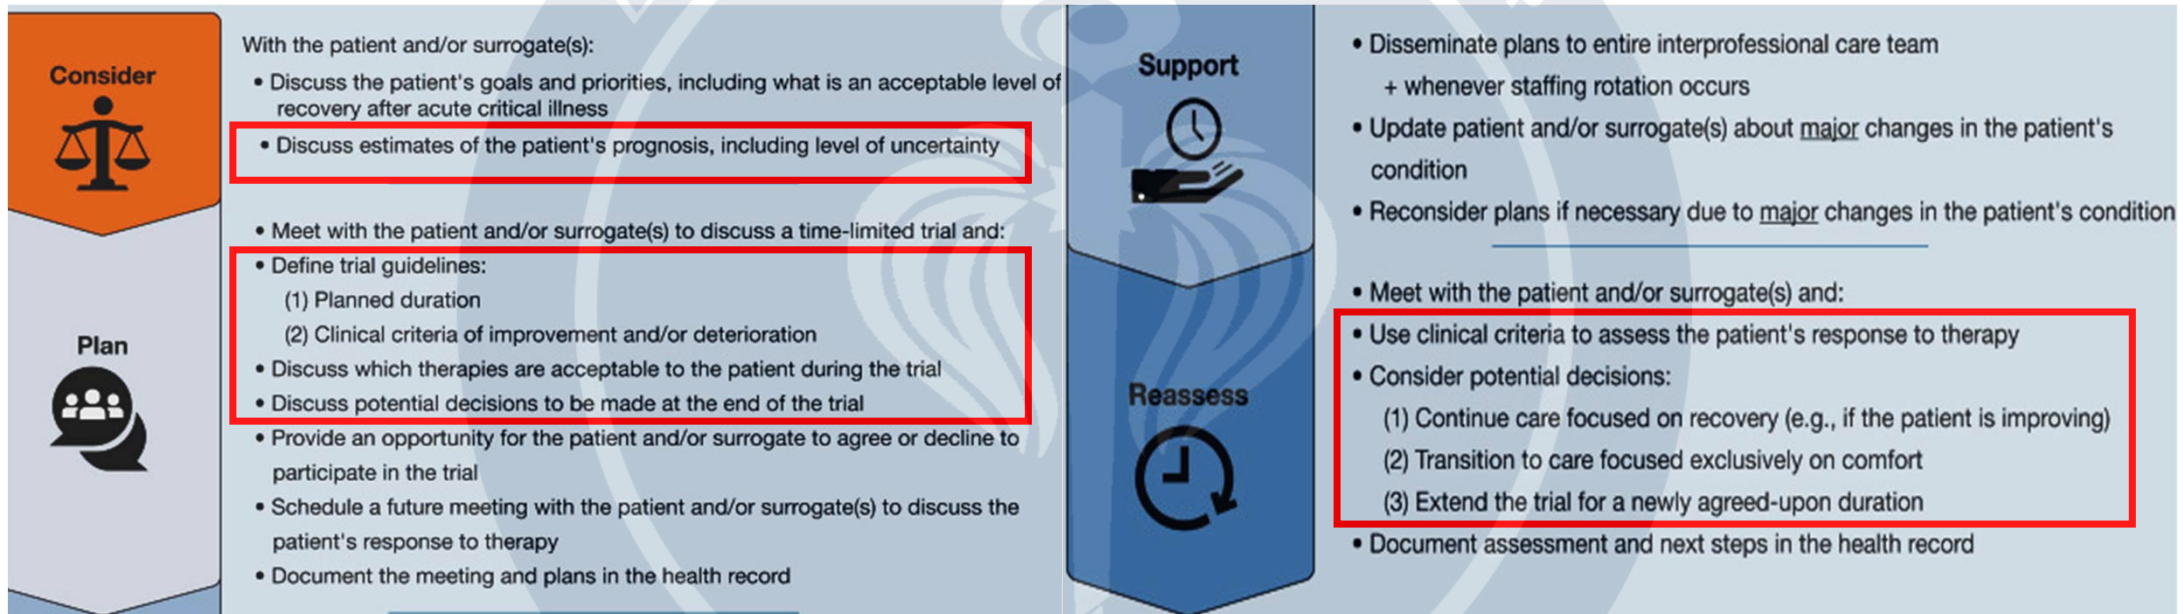 Consider
With the patient and/or surrogate(s):
• Discuss the patient's goals and priorities, including what is an acceptable level of
recovery after acute critical illness
• Discuss estimates of the patient's prognosis, including level of uncertainty
Plan
• Meet with the patient and/or surrogate(s) to discuss a time-limited trial and:
• Define trial guidelines:
(1) Planned duration
(2) Clinical criteria of improvement and/or deterioration
• Discuss which therapies are acceptable to the patient during the trial
• Discuss potential decisions to be made at the end of the trial
• Provide an opportunity for the patient and/or surrogate to agree or decline to
participate in the trial
• Schedule a future meeting with the patient and/or surrogate(s) to discuss the
patient's response to therapy
• Document the meeting and plans in the health record
Support
• Disseminate plans to entire interprofessional care team
+ whenever staffing rotation occurs
• Update patient and/or surrogate(s) about major changes in the patient's
condition
• Reconsider plans if necessary due to major changes in the patient's condition
Reassess
• Meet with the patient and/or surrogate(s) and:
• Use clinical criteria to assess the patient's response to therapy
• Consider potential decisions:
(1) Continue care focused on recovery (e.g., if the patient is improving)
(2) Transition to care focused exclusively on comfort
(3) Extend the trial for a newly agreed-upon duration
• Document assessment and next steps in the health record